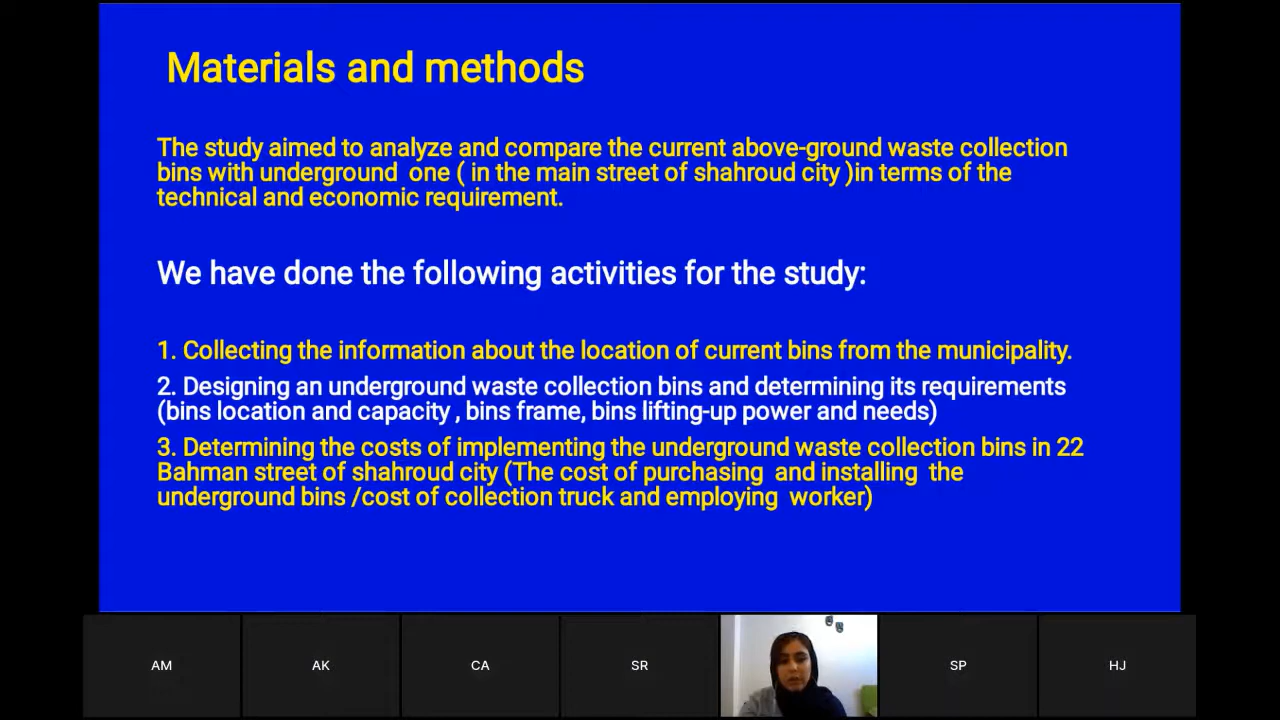 Materials and methods
The study aimed to analyze and compare the current above-ground waste collection
bins with underground  one ( in the main street of shahroud city )in terms of the
technical and economic requirement.
We have done the following activities for the study:
1. Collecting the information about the location of current bins from the municipality.
2. Designing an underground waste collection bins and determining its requirements
(bins location and capacity , bins frame, bins lifting-up power and needs)
3. Determining the costs of implementing the underground waste collection bins in 22
Bahman street of shahroud city (The cost of purchasing  and installing  the
underground bins /cost of collection truck and employing  worker)
AM
AK
CA
SR
SP
HJ